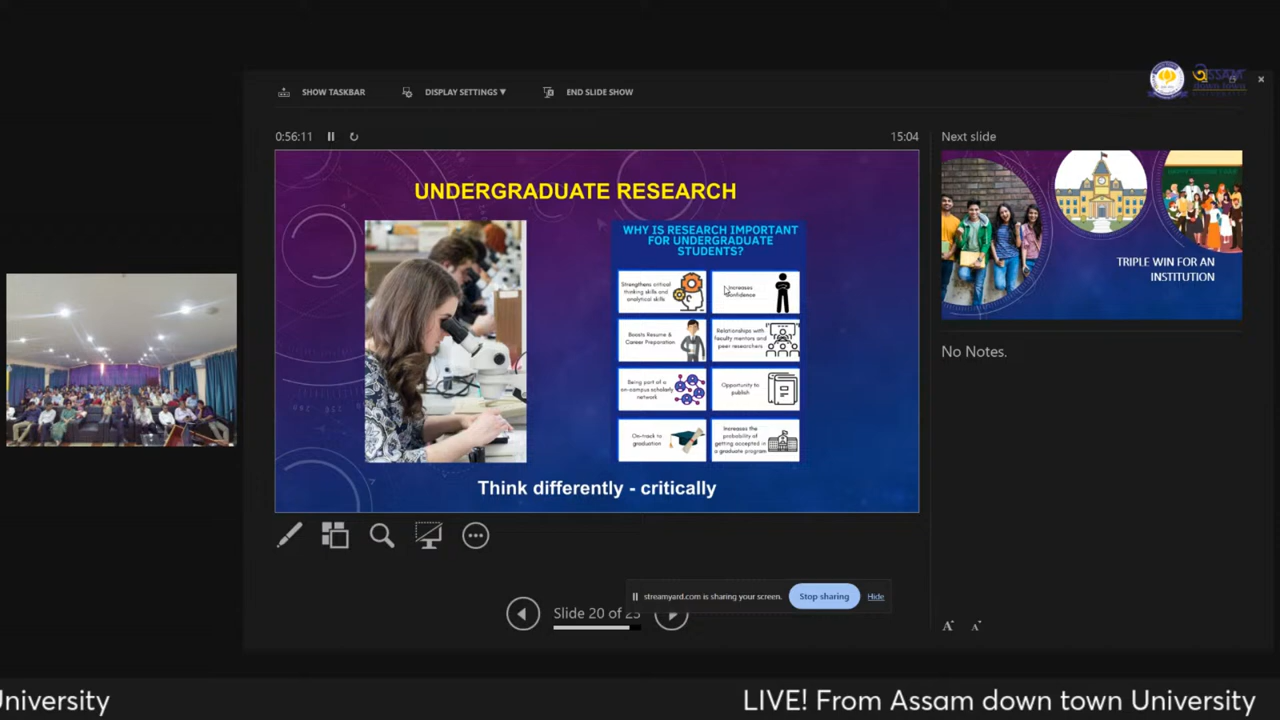 SHOW TASKBAR
DISPLAY SETTINGS ▼
END SLIDE SHOW
0:56:11
15:04
Next slide
UNDERGRADUATE RESEARCH
WHY IS RESEARCH IMPORTANT
FOR UNDERGRADUATE
STUDENTS?
Strengthens critical
thinking skills and
analytical skills
Increases
confidence
Boosts Resume &
Career Preparation
Relationships with
faculty mentors and
peer researchers
Being part of a
on-campus scholarly
network
Opportunity to
publish
On-track to
graduation
Increases the
probability of
getting accepted in
a graduate program
Think differently - critically
TRIPLE WIN FOR AN
INSTITUTION
No Notes.
streamyard.com is sharing your screen.
Stop sharing
Hide
Slide 20 of 23
A A
University
LIVE! From Assam down town University